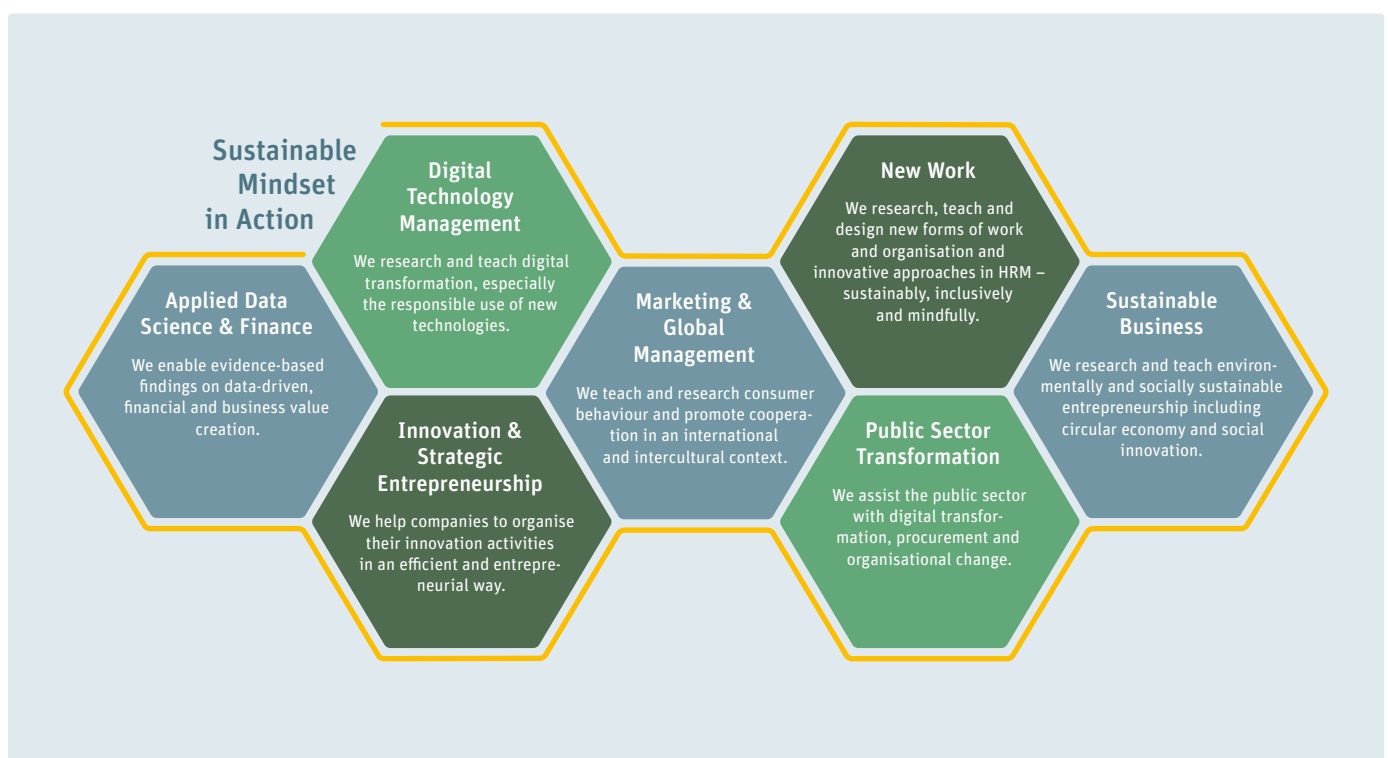 Sustainable
Mindset
in Action
Applied Data
Science & Finance
We enable evidence-based
findings on data-driven,
financial and business value
creation.
Digital
Technology
Management
We research and teach digital
transformation, especially
the responsible use of new
technologies.
Innovation &
Strategic
Entrepreneurship
We help companies to organise
their innovation activities
in an efficient and entrepre-
neurial way.
Marketing &
Global
Management
We teach and research consumer
behaviour and promote coopera-
tion in an international
and intercultural context.
New Work
We research, teach and
design new forms of work
and organisation and
innovative approaches in HRM –
sustainably, inclusively
and mindfully.
Public Sector
Transformation
We assist the public sector
with digital transfor-
mation, procurement and
organisational change.
Sustainable
Business
We research and teach environ-
mentally and socially sustainable
entrepreneurship including
circular economy and social
innovation.